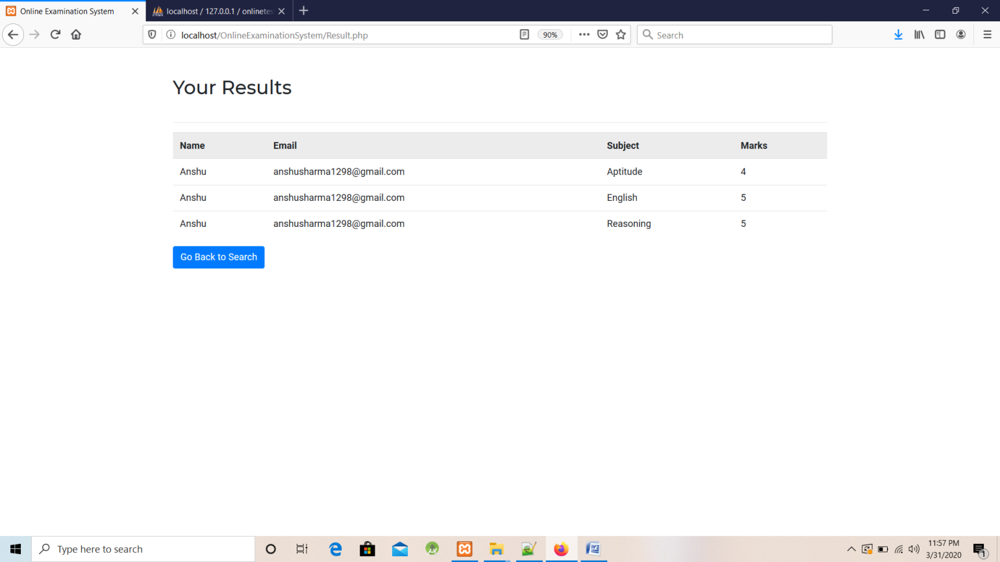 Online Examination System
localhost / 127.0.0.1 / onlinetes
localhost/OnlineExaminationSystem/Result.php
90%
Search
Your Results
Name Email Subject Marks
Anshu anshusharma1298@gmail.com Aptitude 4
Anshu anshusharma1298@gmail.com English 5
Anshu anshusharma1298@gmail.com Reasoning 5
Go Back to Search
Type here to search
11:57 PM
3/31/2020
1